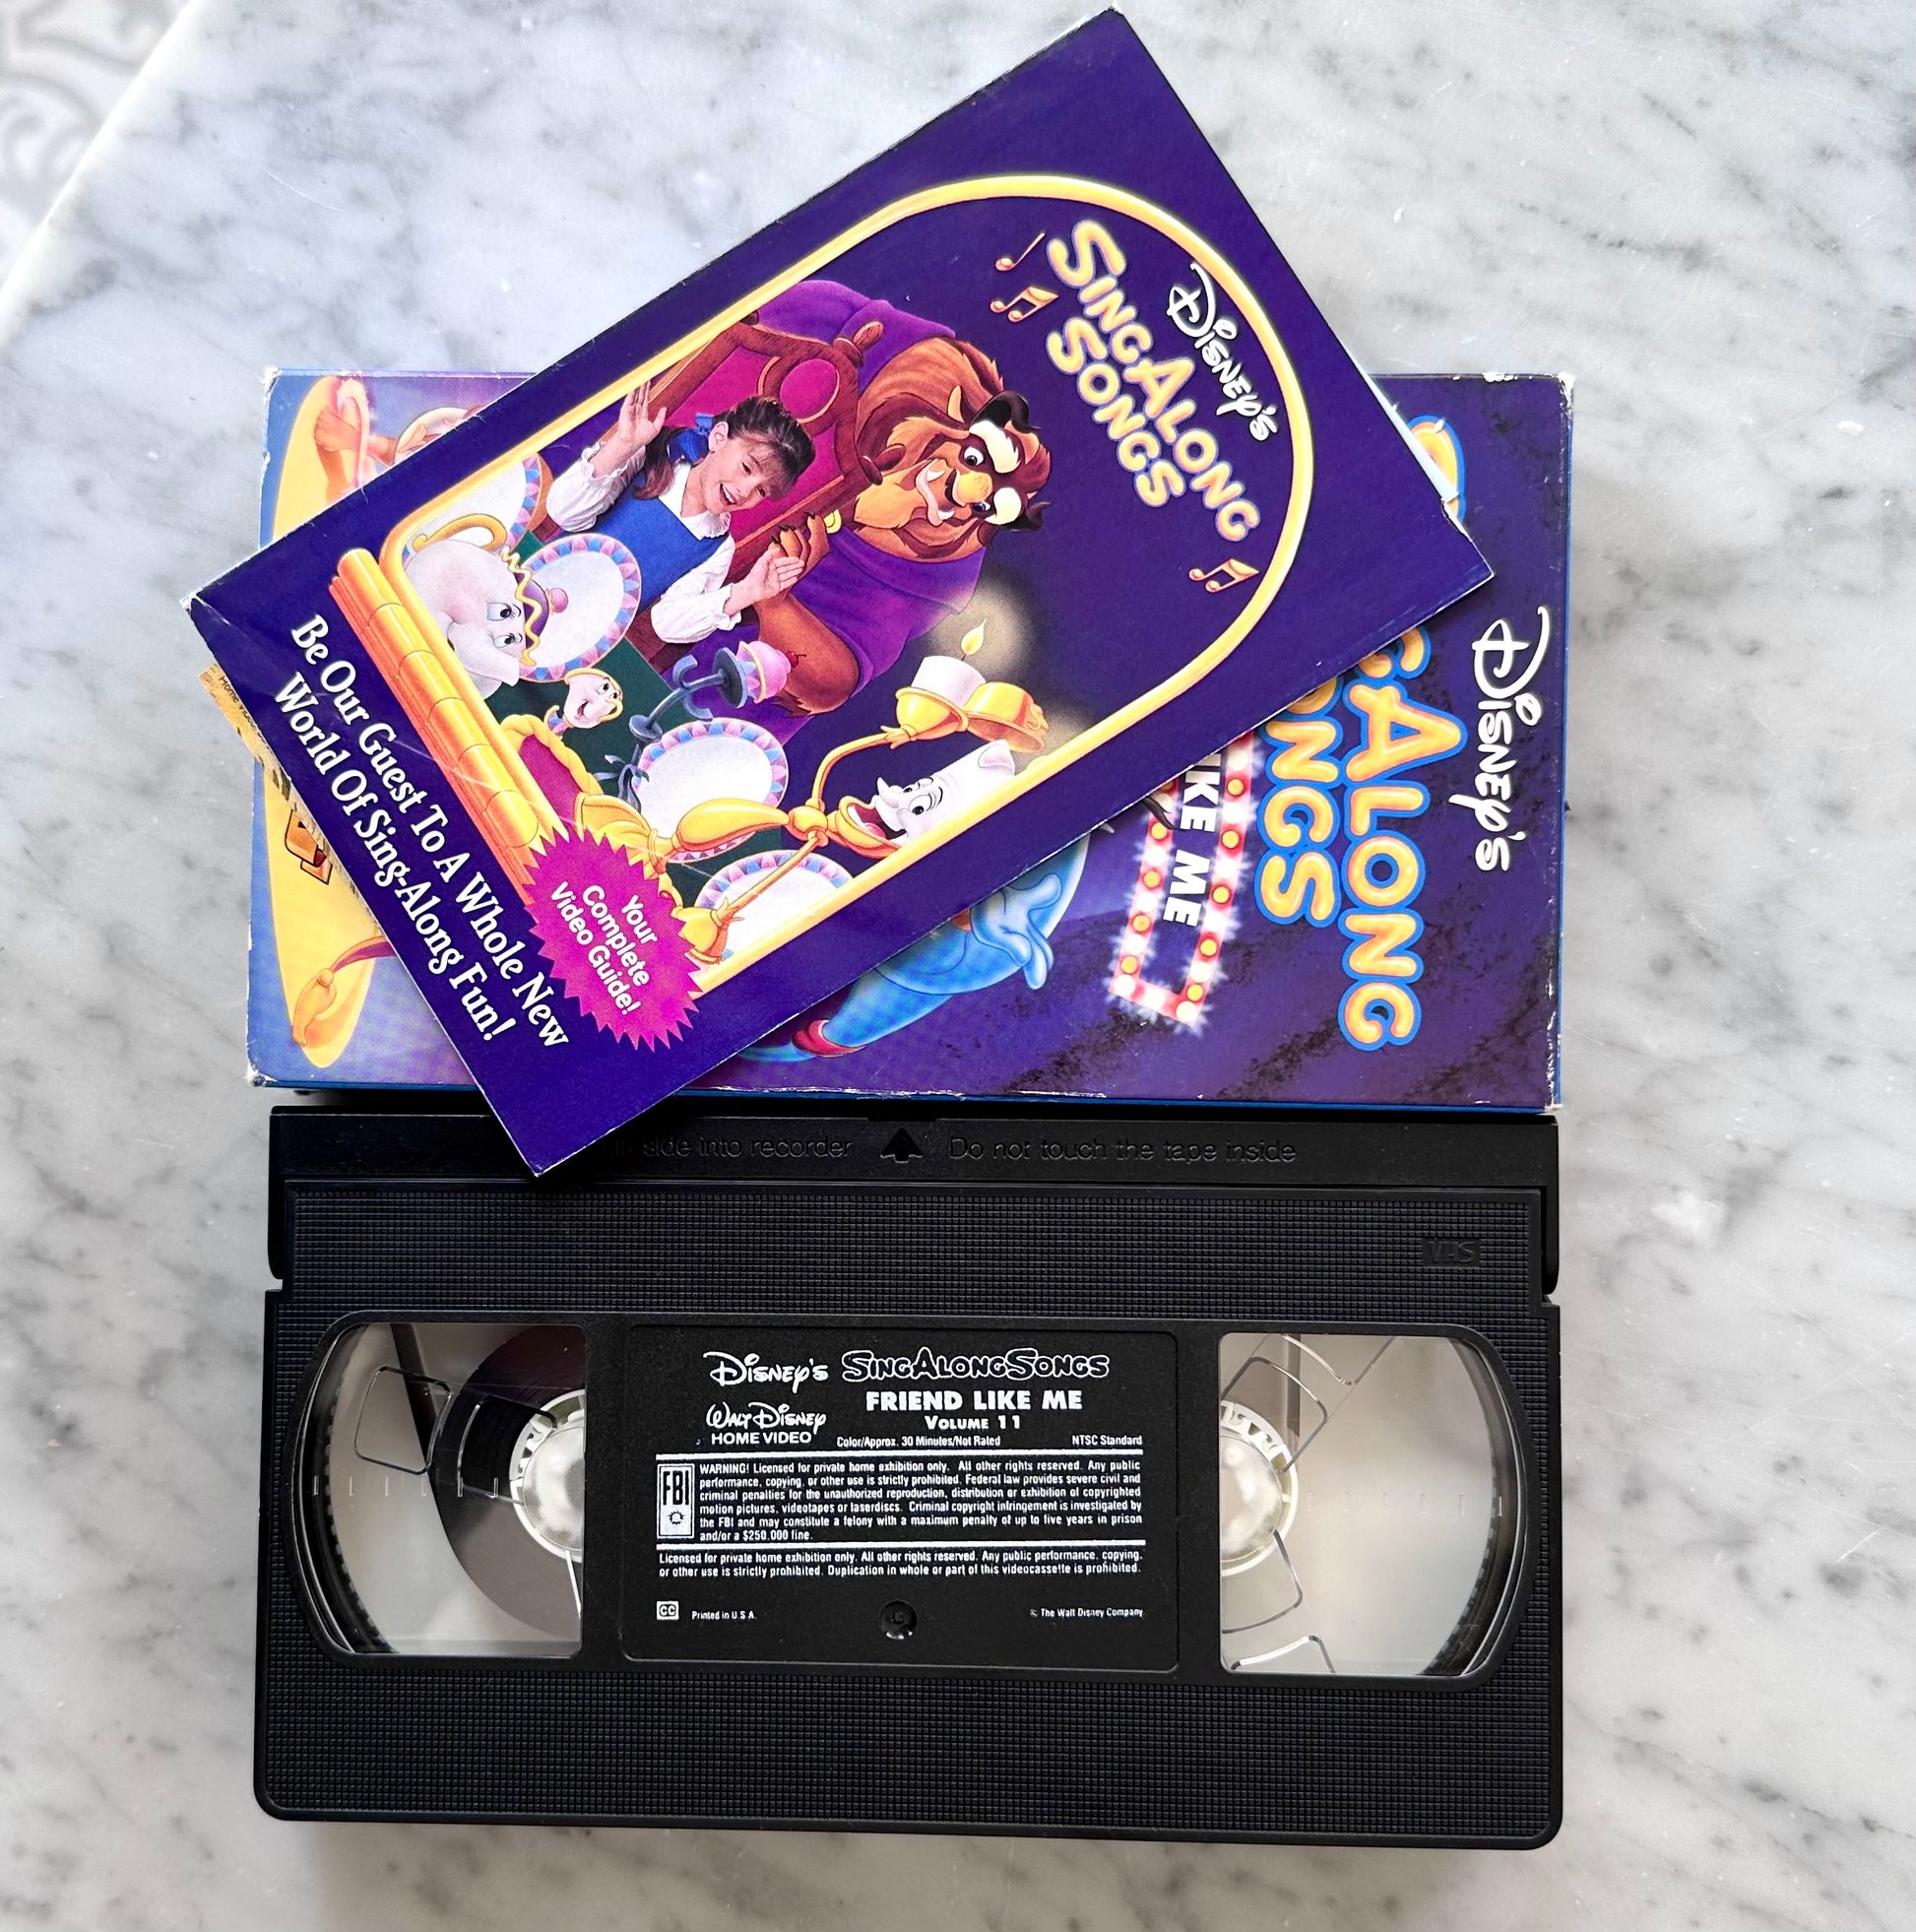 Disney's
SingAlong
Songs
Be Our Guest To A Whole New
World Of Sing-Along Fun!
Your
Complete
Video Guide!
Disney's
Along
IKE ME
side into recorder
Do not touch the tape inside
VHS
Disney's SingAlongSongs
FRIEND LIKE ME
Walt Disney
HOME VIDEO
Volume 11
Color/Approx. 30 Minutes/Not Rated NTSC Standard
FBI
WARNING! Licensed for private home exhibition only. All other rights reserved. Any public
performance, copying, or other use is strictly prohibited. Federal law provides severe civil and
criminal penalties for the unauthorized reproduction, distribution or exhibition of copyrighted
motion pictures, videotapes or laserdiscs. Criminal copyright infringement is investigated by
the FBI and may constitute a felony with a maximum penalty of up to five years in prison
and/or a $250,000 fine.
Licensed for private home exhibition only. All other rights reserved. Any public performance, copying,
or other use is strictly prohibited. Duplication in whole or part of this videocassette is prohibited.
CC Printed in U.S.A. © The Walt Disney Company